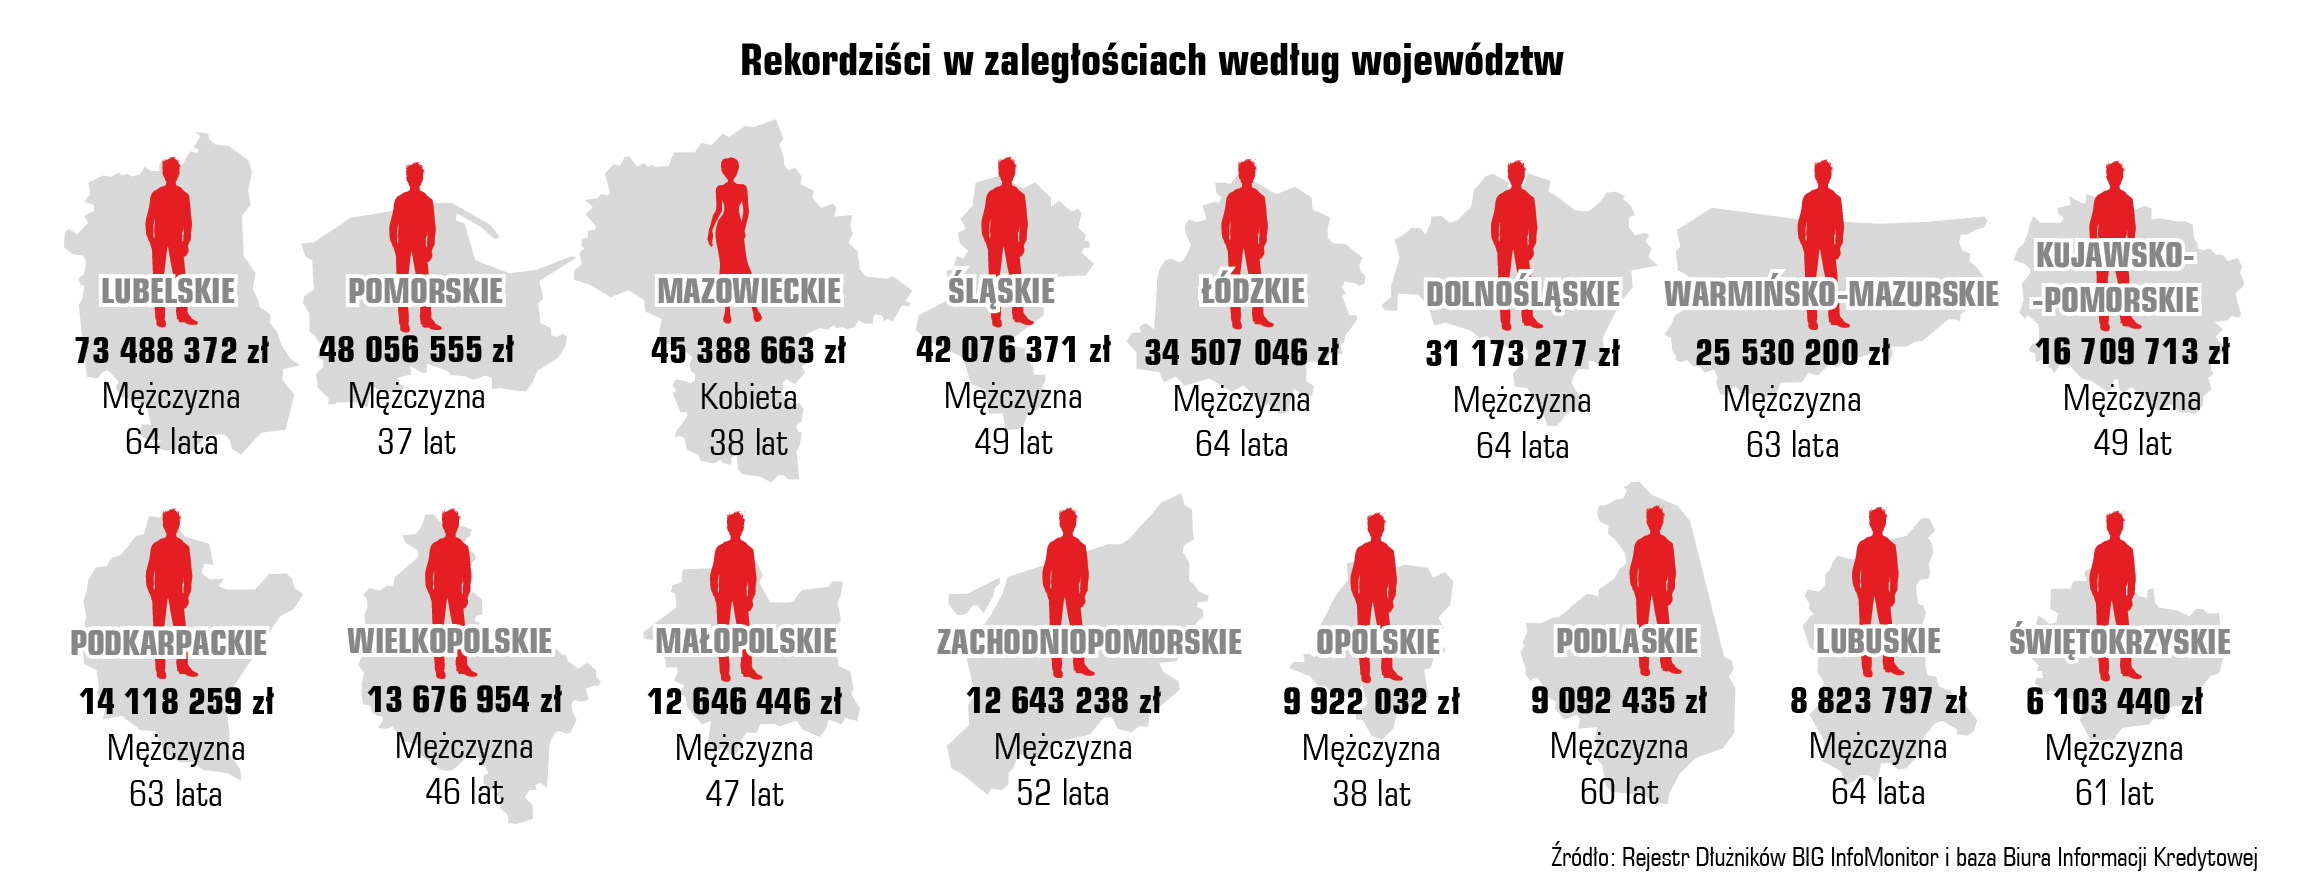 Rekordziści w zaległościach według województw
LUBELSKIE
73 488 372 zł
Mężczyzna
64 lata
POMORSKIE
48 056 555 zł
Mężczyzna
37 lat
MAZOWIECKIE
45 388 663 zł
Kobieta
38 lat
ŚLĄSKIE
42 076 371 zł
Mężczyzna
49 lat
ŁÓDZKIE
34 507 046 zł
Mężczyzna
64 lata
DOLNOŚLĄSKIE
31 173 277 zł
Mężczyzna
64 lata
WARMIŃSKO-MAZURSKIE
25 530 200 zł
Mężczyzna
63 lata
KUJAWSKO-
-POMORSKIE
16 709 713 zł
Mężczyzna
49 lat
PODKARPACKIE
14 118 259 zł
Mężczyzna
63 lata
WIELKOPOLSKIE
13 676 954 zł
Mężczyzna
46 lat
MAŁOPOLSKIE
12 646 446 zł
Mężczyzna
47 lat
ZACHODNIOPOMORSKIE
12 643 238 zł
Mężczyzna
52 lata
OPOLSKIE
9 922 032 zł
Mężczyzna
38 lat
PODLASKIE
9 092 435 zł
Mężczyzna
60 lat
LUBUSKIE
8 823 797 zł
Mężczyzna
64 lata
ŚWIĘTOKRZYSKIE
6 103 440 zł
Mężczyzna
61 lat
Źródło: Rejestr Dłużników BIG InfoMonitor i baza Biura Informacji Kredytowej